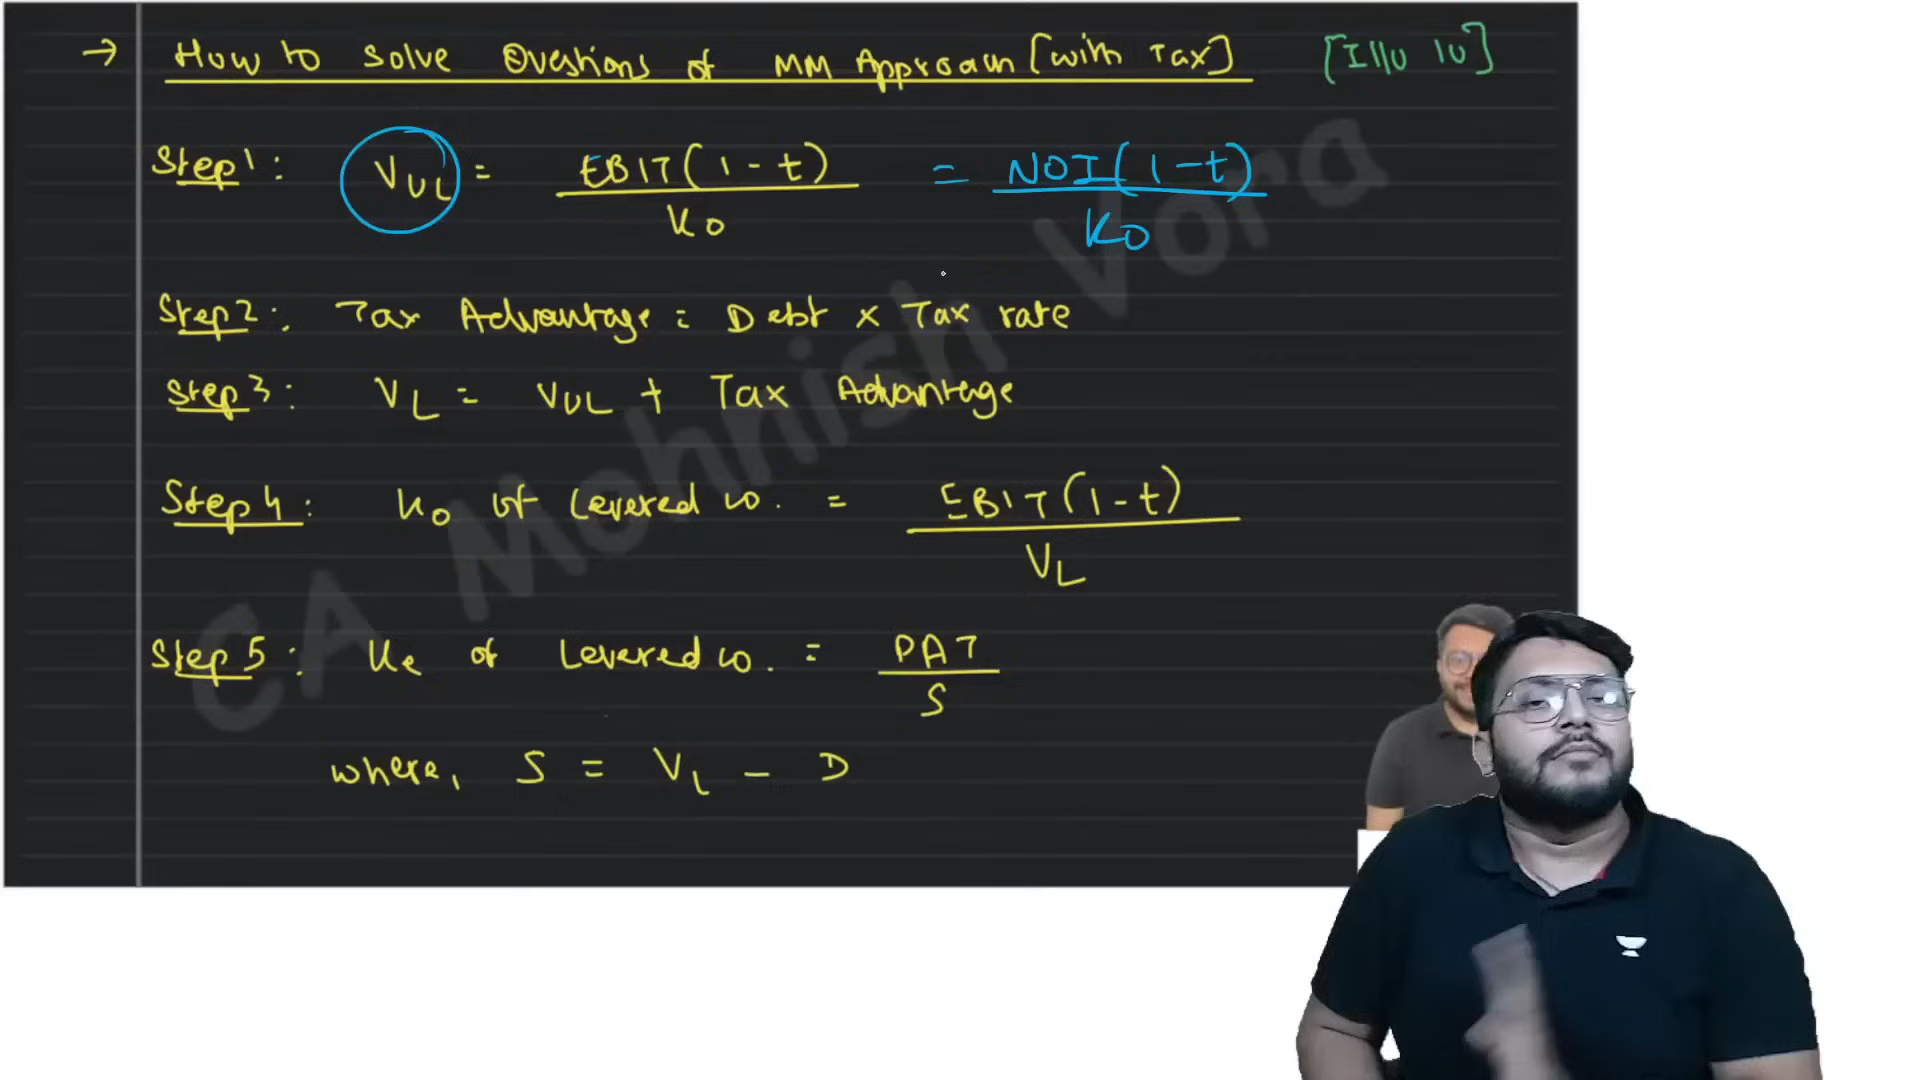 → How to solve Questions of MM Approach [with Tax] [Illu 10]
Step 1: VUL = EBIT(1-t) / Ko = NOI(1-t) / Ko
Step 2: Tax Advantage = Debt x Tax rate
Step 3: VL = VUL + Tax Advantage
Step 4: Ko of Levered co. = EBIT(1-t) / VL
Step 5: Ke of Levered co. = PAT / S
where, S = VL - D
CA Mohnish Vora